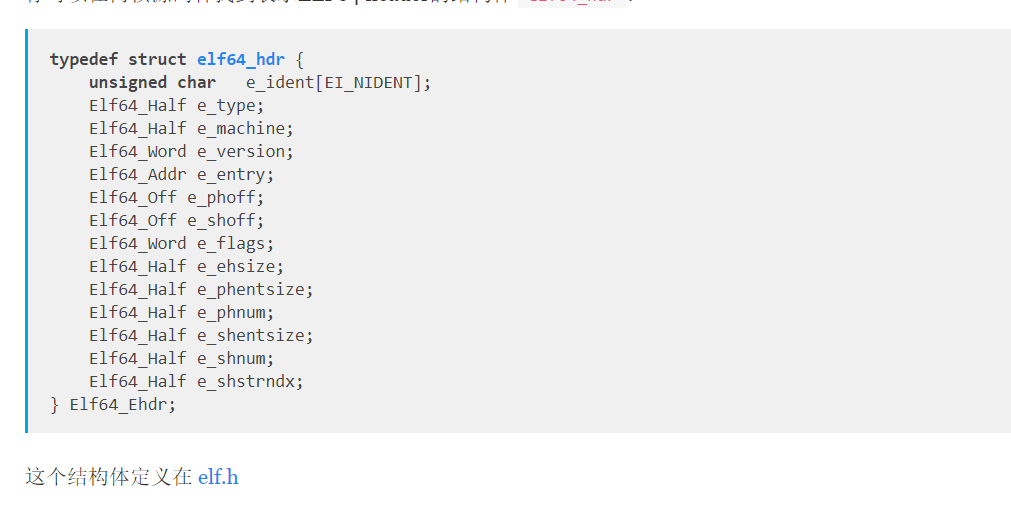 typedef struct elf64_hdr {
    unsigned char   e_ident[EI_NIDENT];
    Elf64_Half e_type;
    Elf64_Half e_machine;
    Elf64_Word e_version;
    Elf64_Addr e_entry;
    Elf64_Off e_phoff;
    Elf64_Off e_shoff;
    Elf64_Word e_flags;
    Elf64_Half e_ehsize;
    Elf64_Half e_phentsize;
    Elf64_Half e_phnum;
    Elf64_Half e_shentsize;
    Elf64_Half e_shnum;
    Elf64_Half e_shstrndx;
} Elf64_Ehdr;
这个结构体定义在 elf.h